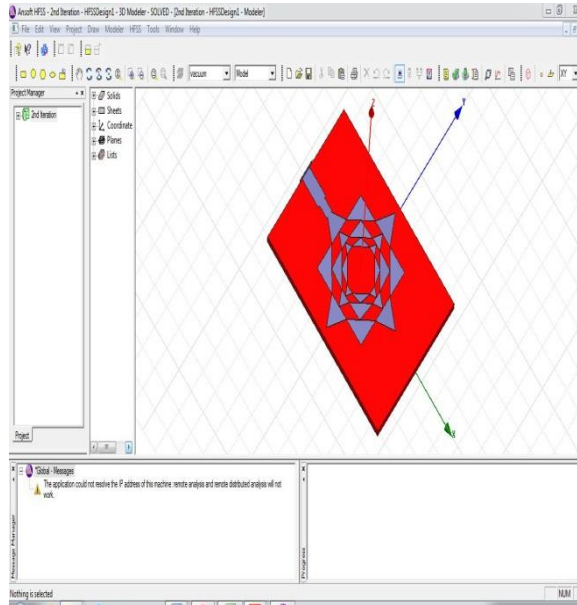 Ansoft HFSS - 2nd Iteration - HFSSDesign1 - 3D Modeler - SOLVED - [2nd Iteration - HFSSDesign1 - Modeler]
File Edit View Project Draw Modeler HFSS Tools Window Help
vacuum Model XY
Project Manager
2nd Iteration
Solids
Sheets
Coordinate
Planes
Lists
Z
Y
X
Project
*Global - Messages
The application could not resolve the IP address of this machine: remote analysis and remote distributed analysis will not
work.
Message Manager
Progress
Nothing is selected
NUM